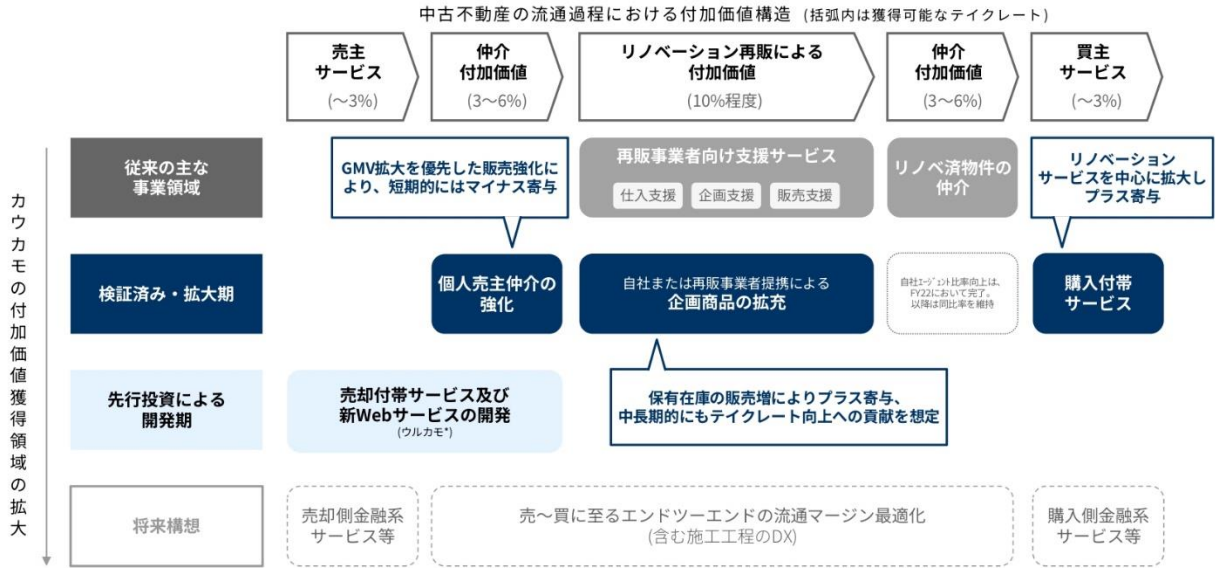 中古不動産の流通過程における付加価値構造 (括弧内は獲得可能なテイクレート)
売主
サービス
(～3%)
仲介
付加価値
(3～6%)
リノベーション再販による
付加価値
(10%程度)
仲介
付加価値
(3～6%)
買主
サービス
(～3%)
カウカモの付加価値獲得領域の拡大
従来の主な
事業領域
GMV拡大を優先した販売強化に
より、短期的にはマイナス寄与
再販事業者向け支援サービス
仕入支援
企画支援
販売支援
リノベ済物件の
仲介
リノベーション
サービスを中心に拡大し
プラス寄与
検証済み・拡大期
個人売主仲介の
強化
自社または再販事業者提携による
企画商品の拡充
自社ｴｰｼﾞｪﾝﾄ比率向上は、
FY22において完了。
以降は同比率を維持
購入付帯
サービス
先行投資による
開発期
売却付帯サービス及び
新Webサービスの開発
(ウルカモ*)
保有在庫の販売増によりプラス寄与、
中長期的にもテイクレート向上への貢献を想定
将来構想
売却側金融系
サービス等
売～買に至るエンドツーエンドの流通マージン最適化
(含む施工工程のDX)
購入側金融系
サービス等